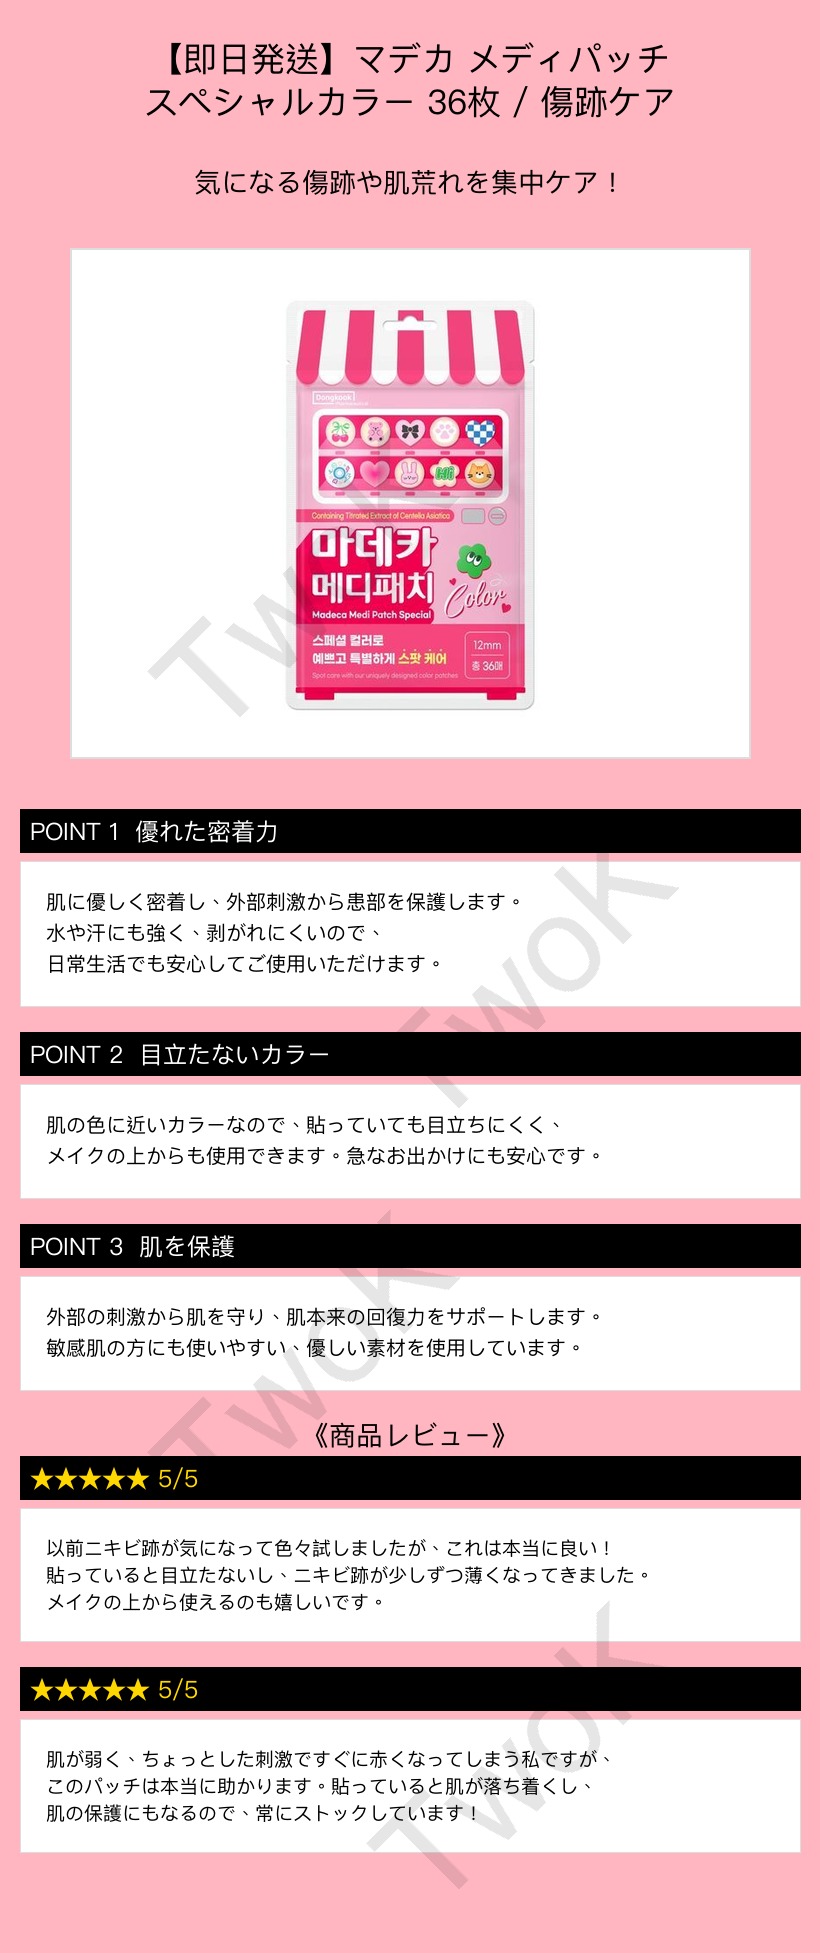 【即日発送】マデカ メディパッチ
スペシャルカラー 36枚 / 傷跡ケア
気になる傷跡や肌荒れを集中ケア！
Dongkook
Hi
Containing Titrated Extract of Centella Asiatica
마데카
메디패치
Color
Madeca Medi Patch Special
스페셜 컬러로
예쁘고 특별하게 스팟 케어
Spot care with our uniquely designed color patches
12mm
총 36매
POINT 1 優れた密着力
肌に優しく密着し、外部刺激から患部を保護します。
水や汗にも強く、剥がれにくいので、
日常生活でも安心してご使用いただけます。
POINT 2 目立たないカラー
肌の色に近いカラーなので、貼っていても目立ちにくく、
メイクの上からも使用できます。急なお出かけにも安心です。
POINT 3 肌を保護
外部の刺激から肌を守り、肌本来の回復力をサポートします。
敏感肌の方にも使いやすい、優しい素材を使用しています。
《商品レビュー》
★★★★★ 5/5
以前ニキビ跡が気になって色々試しましたが、これは本当に良い！
貼っていると目立たないし、ニキビ跡が少しずつ薄くなってきました。
メイクの上から使えるのも嬉しいです。
★★★★★ 5/5
肌が弱く、ちょっとした刺激ですぐに赤くなってしまう私ですが、
このパッチは本当に助かります。貼っていると肌が落ち着くし、
肌の保護にもなるので、常にストックしています！
TwoK
TwoK
TwoK
TwoK